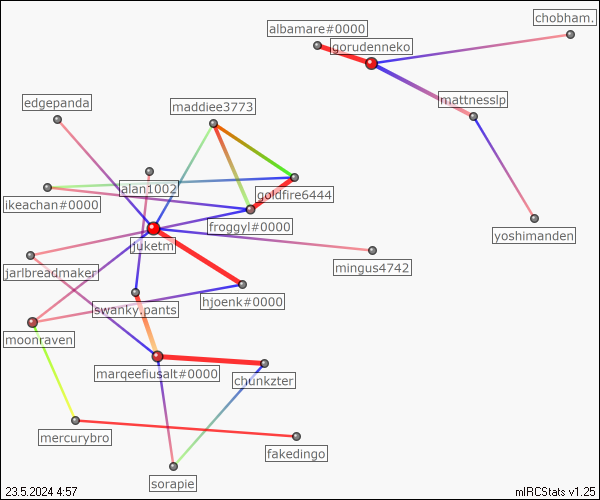 chobham.
albamare#0000
gorudenneko
edgepanda
maddiee3773
mattnesslp
alan1002
goldfire6444
ikeachan#0000
froggyl#0000
yoshimanden
juketm
mingus4742
jarlbreadmaker
hjoenk#0000
swanky.pants
moonraven
marqeefiusalt#0000
chunkzter
mercurybro
fakedingo
sorapie
23.5.2024 4:57
mIRCStats v1.25